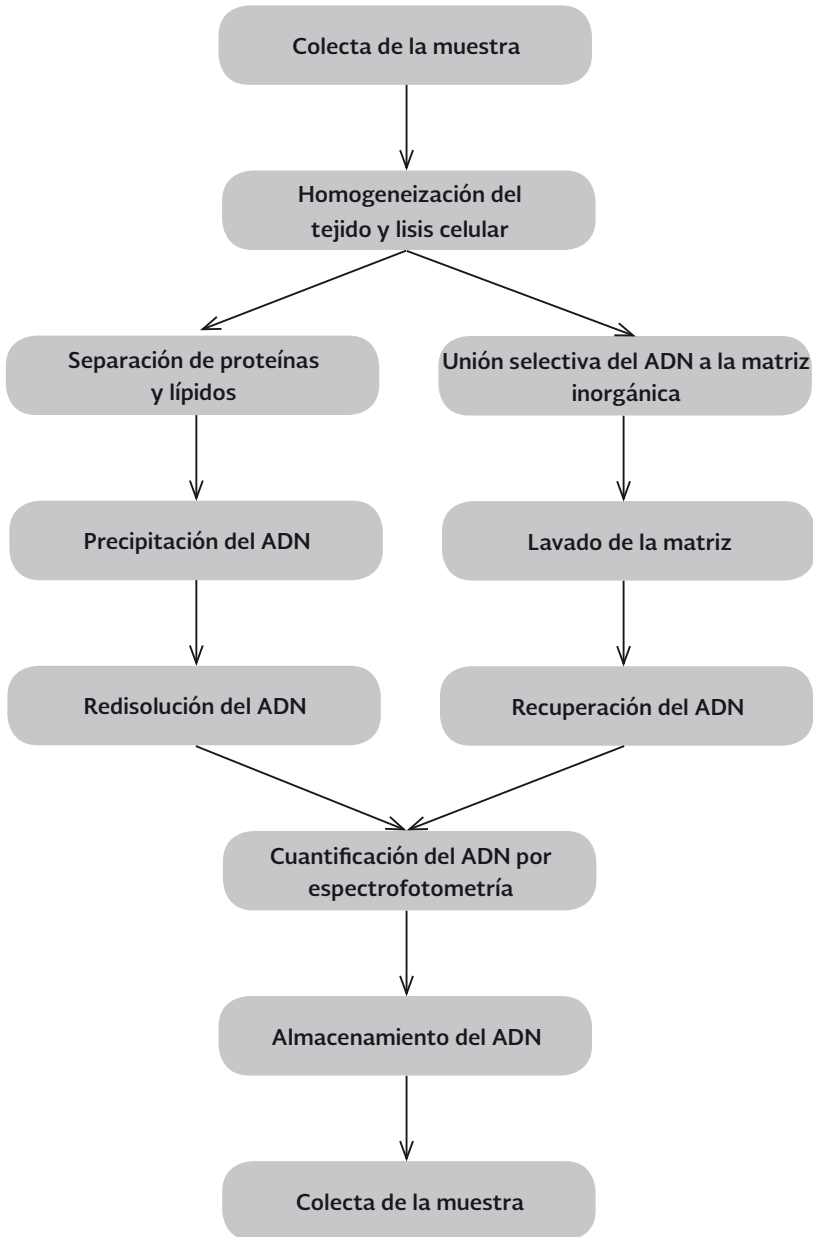 Colecta de la muestra
Homogeneización del
tejido y lisis celular
Separación de proteínas
y lípidos
Unión selectiva del ADN a la matriz
inorgánica
Precipitación del ADN
Lavado de la matriz
Redisolución del ADN
Recuperación del ADN
Cuantificación del ADN por
espectrofotometría
Almacenamiento del ADN
Colecta de la muestra